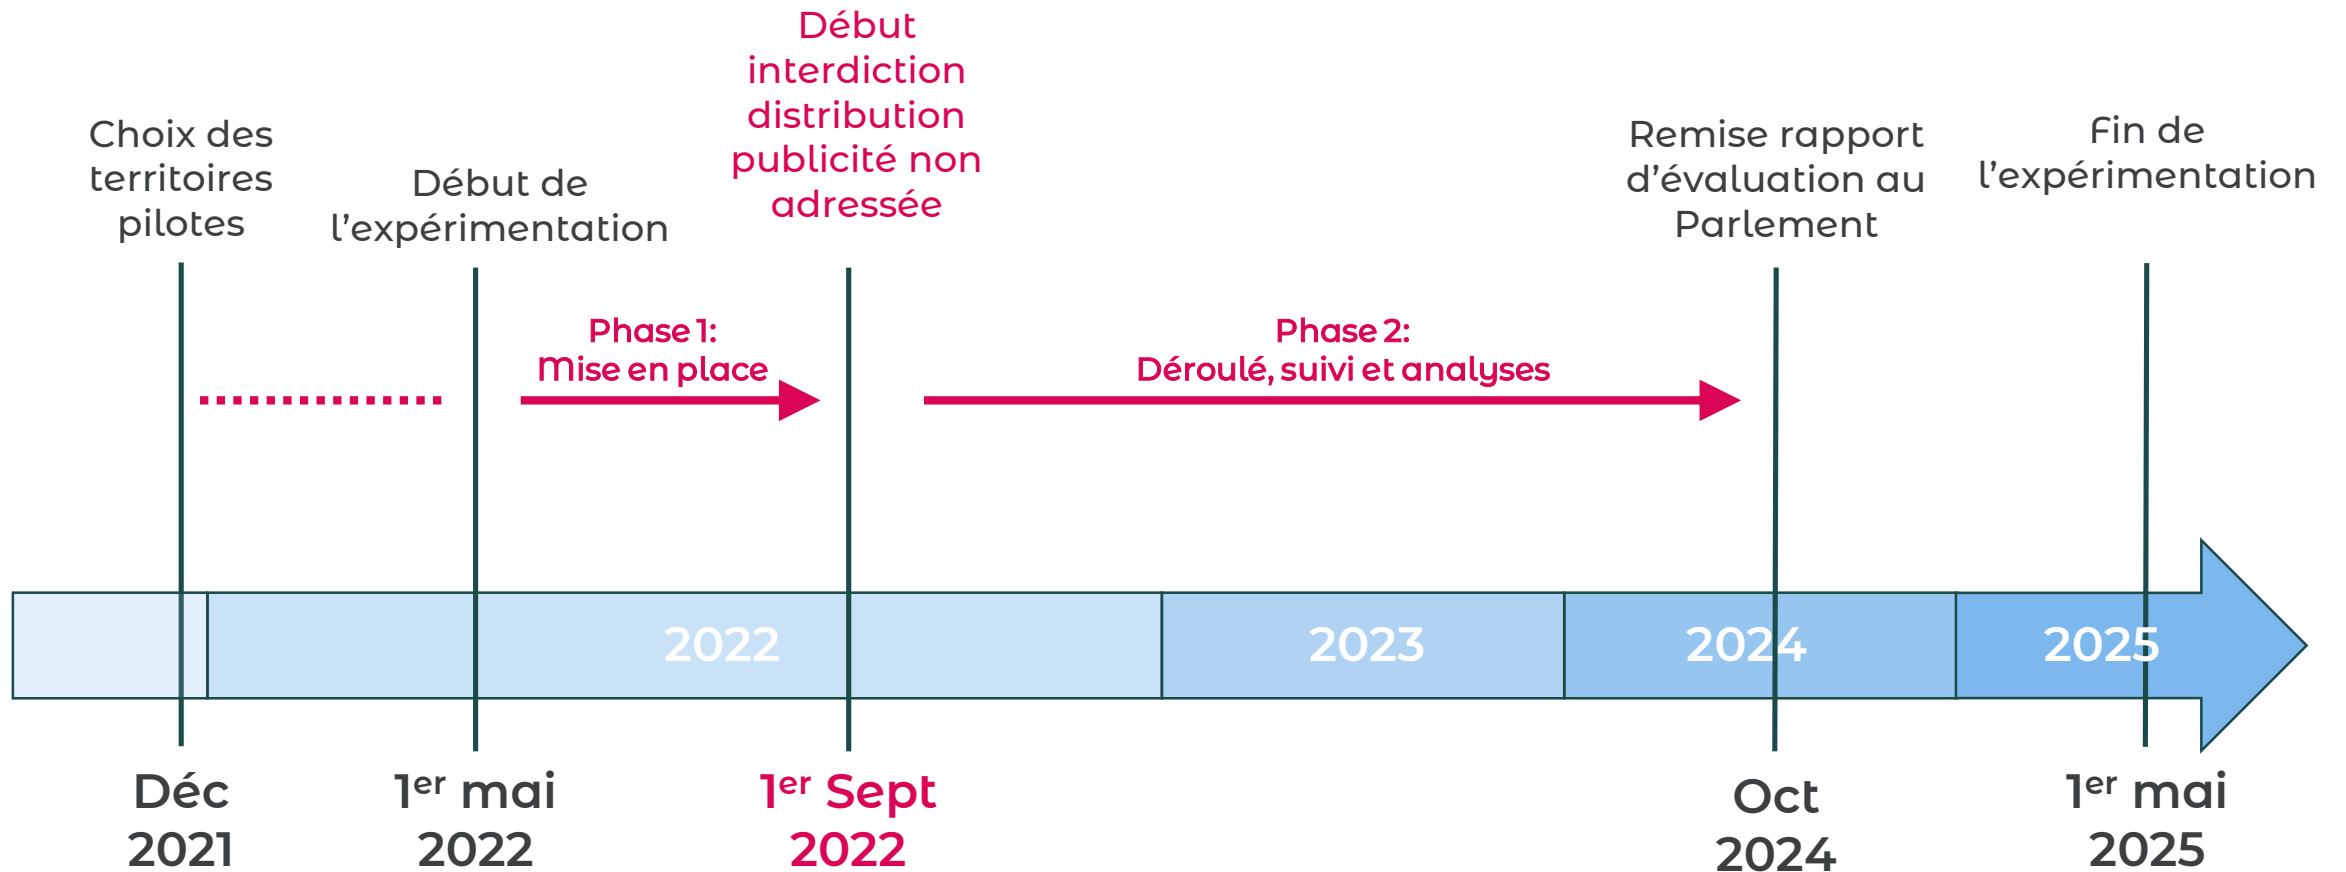 Choix des
territoires
pilotes
Début de
l’expérimentation
Début
interdiction
distribution
publicité non
adressée
Remise rapport
d’évaluation au
Parlement
Fin de
l’expérimentation
Phase 1:
Mise en place
Phase 2:
Déroulé, suivi et analyses
2022
2023
2024
2025
Déc
2021
1er mai
2022
1er Sept
2022
Oct
2024
1er mai
2025